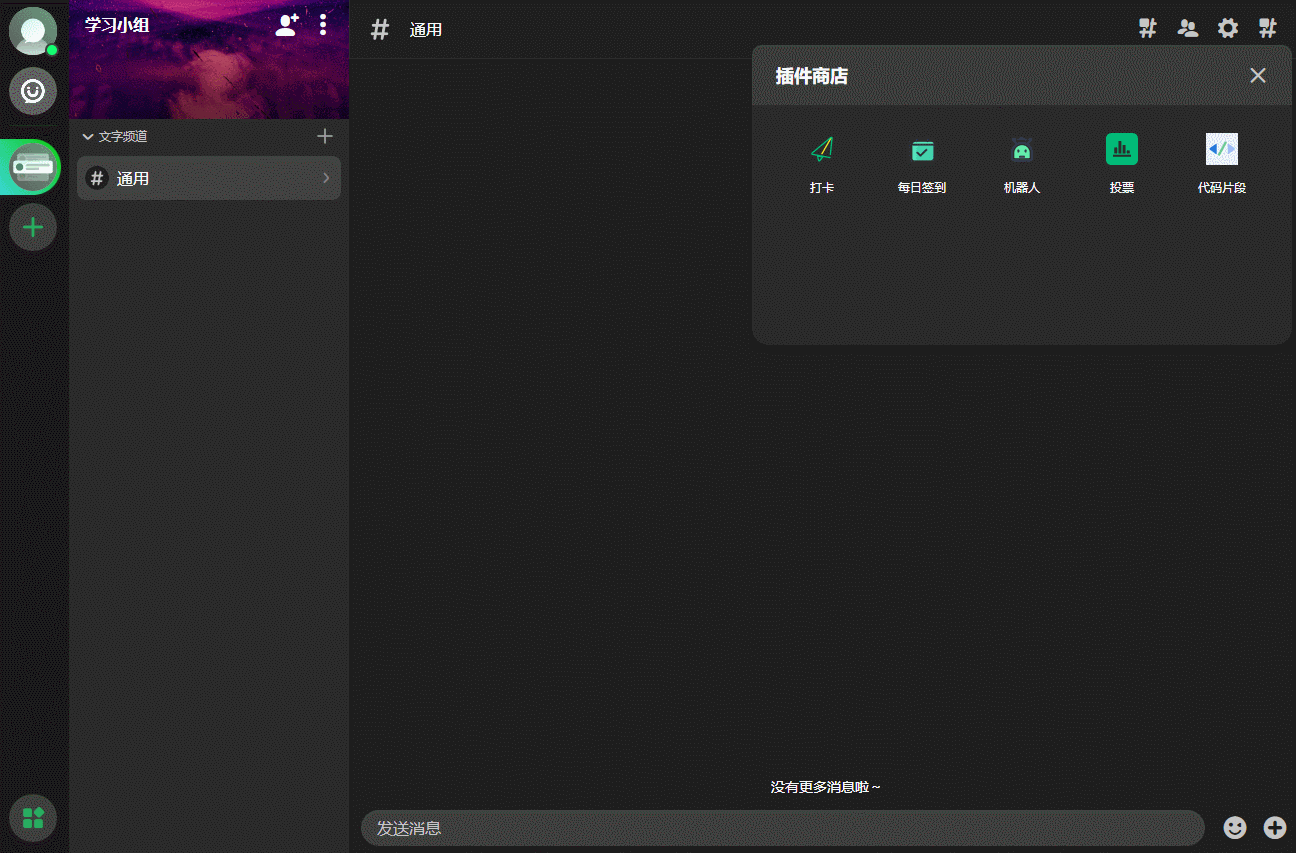 学习小组
通用
插件商店
文字频道
通用
打卡
每日签到
机器人
投票
代码片段
没有更多消息啦～
发送消息